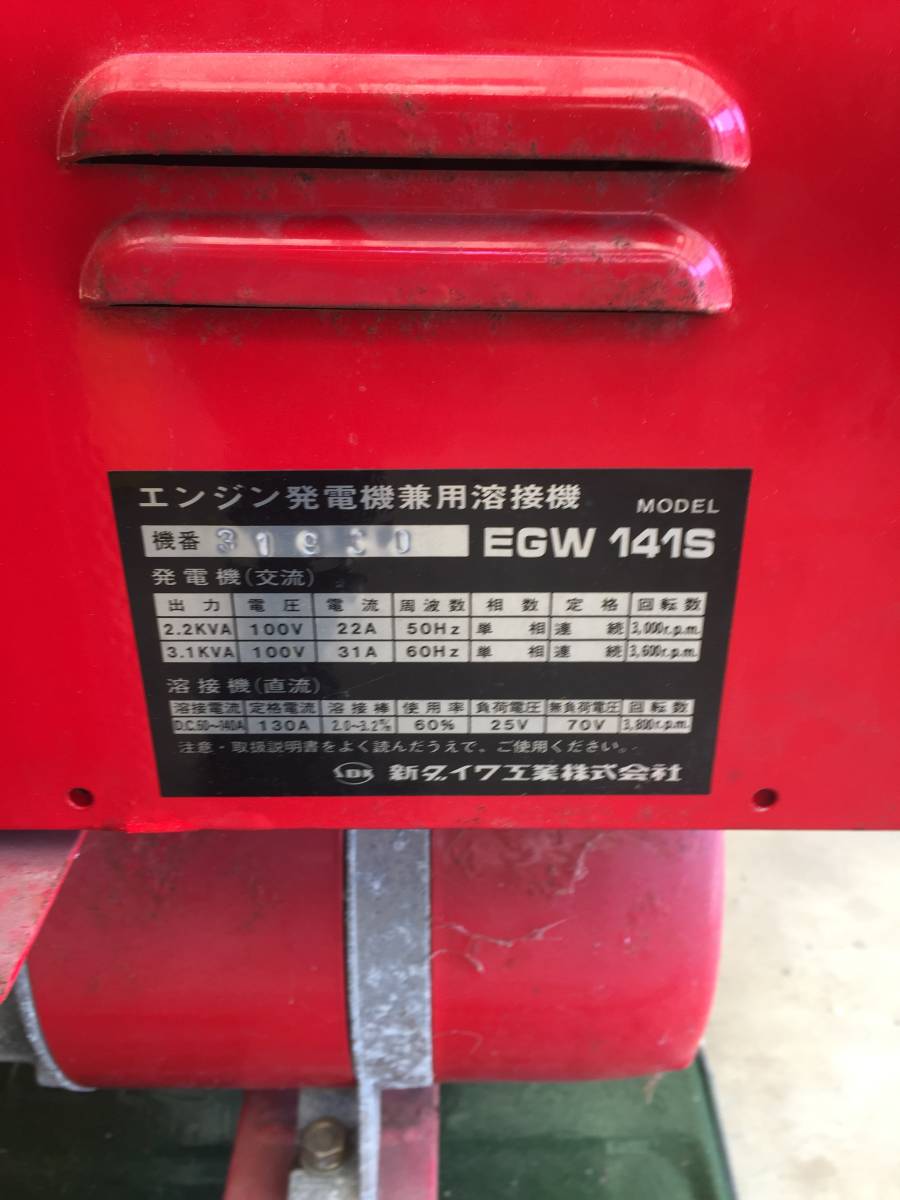 エンジン発電機兼用溶接機
MODEL
機番 31930 EGW 141S
発電機(交流)
出力 電圧 電流 周波数 相数 定格 回転数
2.2KVA 100V 22A 50Hz 単相 連続 3,000r.p.m.
3.1KVA 100V 31A 60Hz 単相 連続 3,600r.p.m.
溶接機(直流)
溶接電流 定格電流 溶接棒 使用率 負荷電圧 無負荷電圧 回転数
D.C.60~140A 130A 2.0~3.2㎜ 60% 25V 70V 3,800r.p.m.
注意・取扱説明書をよく読んだうえで、ご使用ください。
新ダイワ工業株式会社